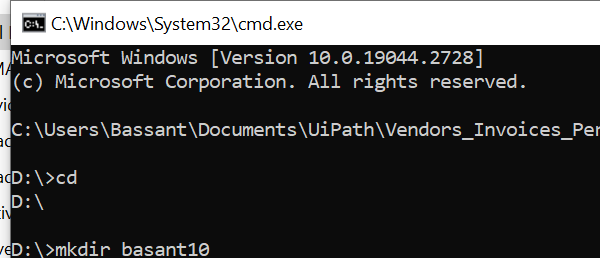 C:\Windows\System32\cmd.exe
Microsoft Windows [Version 10.0.19044.2728]
(c) Microsoft Corporation. All rights reserved.
C:\Users\Bassant\Documents\UiPath\Vendors_Invoices_Per
D:\>cd
D:\
D:\>mkdir basant10